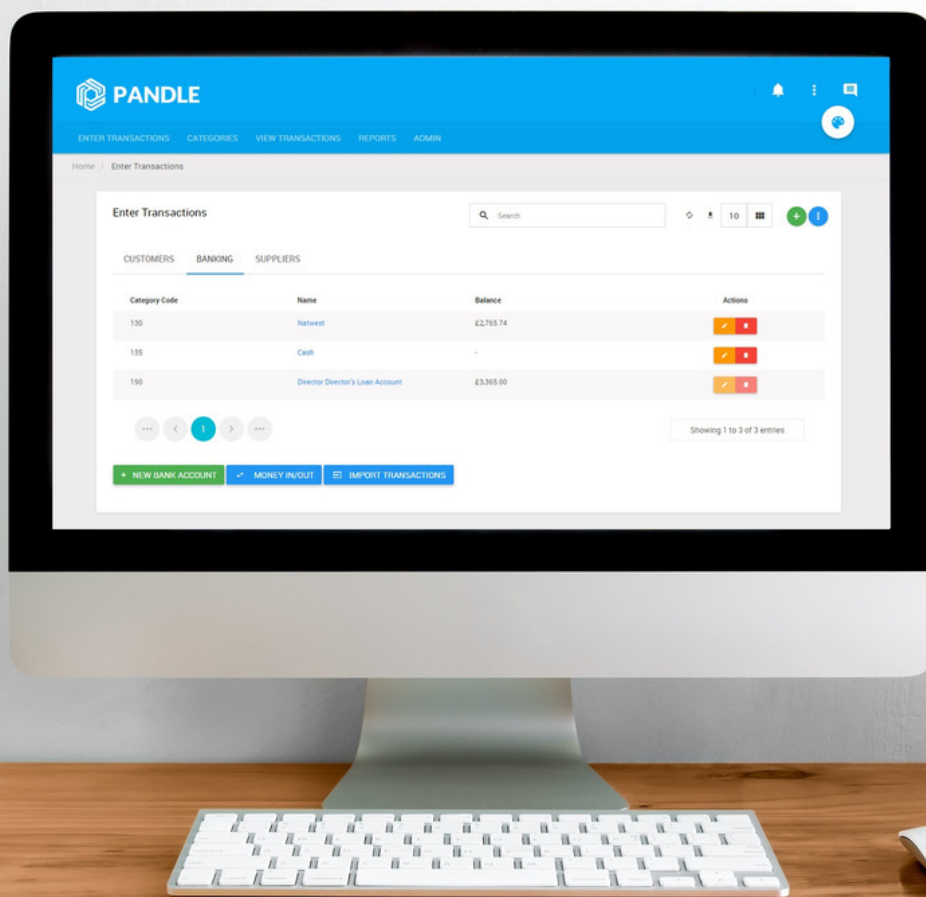 PANDLE
ENTER TRANSACTIONS CATEGORIES VIEW TRANSACTIONS REPORTS ADMIN
Home / Enter Transactions
Enter Transactions Search 10
CUSTOMERS BANKING SUPPLIERS
Category Code Name Balance Actions
130 Natwest £2,765.74
135 Cash -
190 Director Director's Loan Account £3,365.00
1 Showing 1 to 3 of 3 entries
+ NEW BANK ACCOUNT MONEY IN/OUT IMPORT TRANSACTIONS